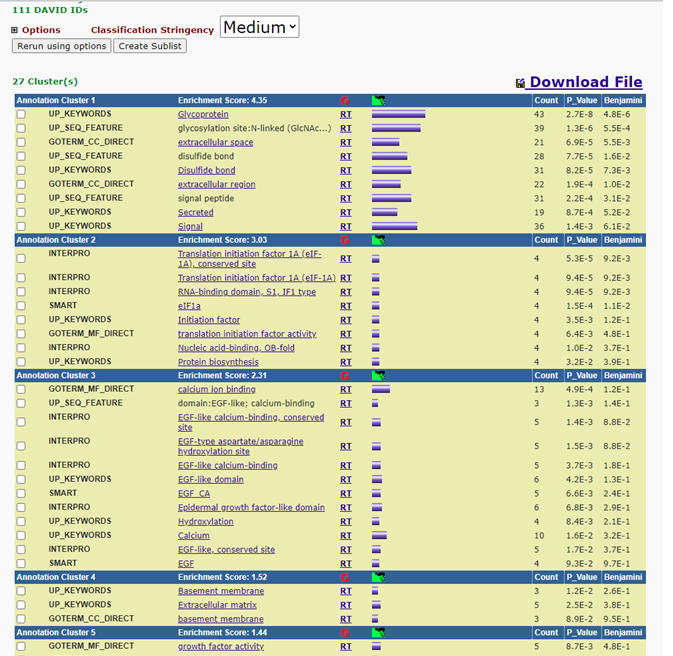 111 DAVID IDs
Options Classification Stringency Medium
Rerun using options Create Sublist
27 Cluster(s) Download File
Annotation Cluster 1 Enrichment Score: 4.35 G Count P_Value Benjamini
UP_KEYWORDS Glycoprotein RT 43 2.7E-8 4.8E-6
UP_SEQ_FEATURE glycosylation site:N-linked (GlcNAc...) RT 39 1.3E-6 5.5E-4
GOTERM_CC_DIRECT extracellular space RT 21 6.9E-5 5.5E-3
UP_SEQ_FEATURE disulfide bond RT 28 7.7E-5 1.6E-2
UP_KEYWORDS Disulfide bond RT 31 8.2E-5 7.3E-3
GOTERM_CC_DIRECT extracellular region RT 22 1.9E-4 1.0E-2
UP_SEQ_FEATURE signal peptide RT 31 2.2E-4 3.1E-2
UP_KEYWORDS Secreted RT 19 8.7E-4 5.2E-2
UP_KEYWORDS Signal RT 36 1.4E-3 6.1E-2
Annotation Cluster 2 Enrichment Score: 3.03 G Count P_Value Benjamini
INTERPRO Translation initiation factor 1A (eIF-
1A), conserved site RT 4 5.3E-5 9.2E-3
INTERPRO Translation initiation factor 1A (eIF-1A) RT 4 9.4E-5 9.2E-3
INTERPRO RNA-binding domain, S1, IF1 type RT 4 9.4E-5 9.2E-3
SMART eIF1a RT 4 1.5E-4 1.1E-2
UP_KEYWORDS Initiation factor RT 4 3.5E-3 1.2E-1
GOTERM_MF_DIRECT translation initiation factor activity RT 4 6.4E-3 4.8E-1
INTERPRO Nucleic acid-binding, OB-fold RT 4 1.0E-2 3.7E-1
UP_KEYWORDS Protein biosynthesis RT 4 3.2E-2 3.9E-1
Annotation Cluster 3 Enrichment Score: 2.31 G Count P_Value Benjamini
GOTERM_MF_DIRECT calcium ion binding RT 13 4.9E-4 1.2E-1
UP_SEQ_FEATURE domain:EGF-like; calcium-binding RT 3 1.3E-3 1.4E-1
INTERPRO EGF-like calcium-binding, conserved
site RT 5 1.4E-3 8.8E-2
INTERPRO EGF-type aspartate/asparagine
hydroxylation site RT 5 1.5E-3 8.8E-2
INTERPRO EGF-like calcium-binding RT 5 3.7E-3 1.8E-1
UP_KEYWORDS EGF-like domain RT 6 4.2E-3 1.3E-1
SMART EGF_CA RT 5 6.6E-3 2.4E-1
INTERPRO Epidermal growth factor-like domain RT 6 6.8E-3 2.9E-1
UP_KEYWORDS Hydroxylation RT 4 8.4E-3 2.1E-1
UP_KEYWORDS Calcium RT 10 1.6E-2 3.2E-1
INTERPRO EGF-like, conserved site RT 5 1.7E-2 3.7E-1
SMART EGF RT 4 9.3E-2 9.7E-1
Annotation Cluster 4 Enrichment Score: 1.52 G Count P_Value Benjamini
UP_KEYWORDS Basement membrane RT 3 1.2E-2 2.6E-1
UP_KEYWORDS Extracellular matrix RT 5 2.5E-2 3.8E-1
GOTERM_CC_DIRECT basement membrane RT 3 8.9E-2 9.5E-1
Annotation Cluster 5 Enrichment Score: 1.44 G Count P_Value Benjamini
GOTERM_MF_DIRECT growth factor activity RT 5 8.7E-3 4.8E-1